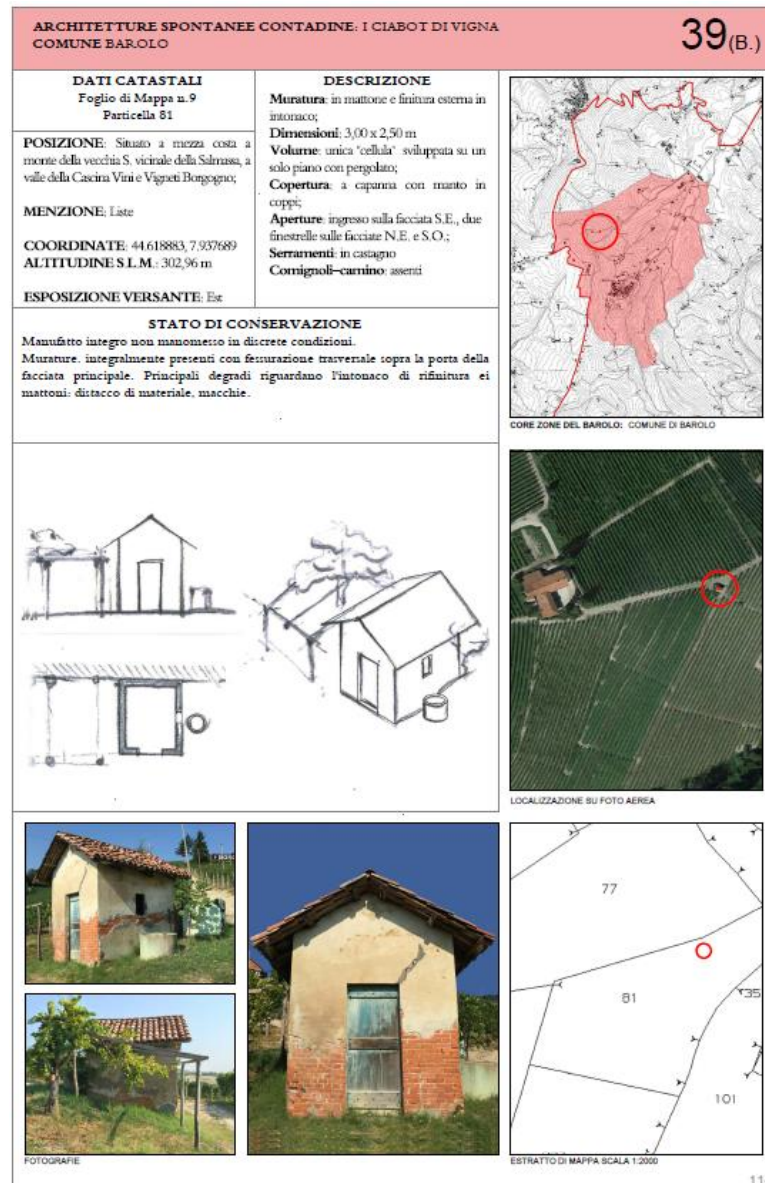 ARCHITETTURE SPONTANEE CONTADINE: I CIABOT DI VIGNA
COMUNE BAROLO
39(B.)
DATI CATASTALI
Foglio di Mappa n.9
Particella 81
POSIZIONE: Situato a mezza costa a
monte della vecchia S. vicinale della Salmassa, a
valle della Cascina Vini e Vigneti Borgogno;
MENZIONE: Liste
COORDINATE: 44.618883, 7.937689
ALTITUDINE S.L.M.: 302,96 m
ESPOSIZIONE VERSANTE: Est
DESCRIZIONE
Muratura: in mattone e finitura esterna in
intonaco;
Dimensioni: 3,00 x 2,50 m
Volume: unica "cellula" sviluppata su un
solo piano con pergolato;
Copertura: a capanna con manto in
coppi;
Aperture: ingresso sulla facciata S.E., due
finestrelle sulle facciate N.E. e S.O.;
Serramenti: in castagno
Comignoli–camino: assenti
STATO DI CONSERVAZIONE
Manufatto integro non manomesso in discrete condizioni.
Murature. integralmente presenti con fessurazione trasversale sopra la porta della
facciata principale. Principali degradi riguardano l'intonaco di rifinitura ei
mattoni: distacco di materiale, macchie.
CORE ZONE DEL BAROLO: COMUNE DI BAROLO
LOCALIZZAZIONE SU FOTO AEREA
77
81
35
101
FOTOGRAFIE
ESTRATTO DI MAPPA SCALA 1:2000